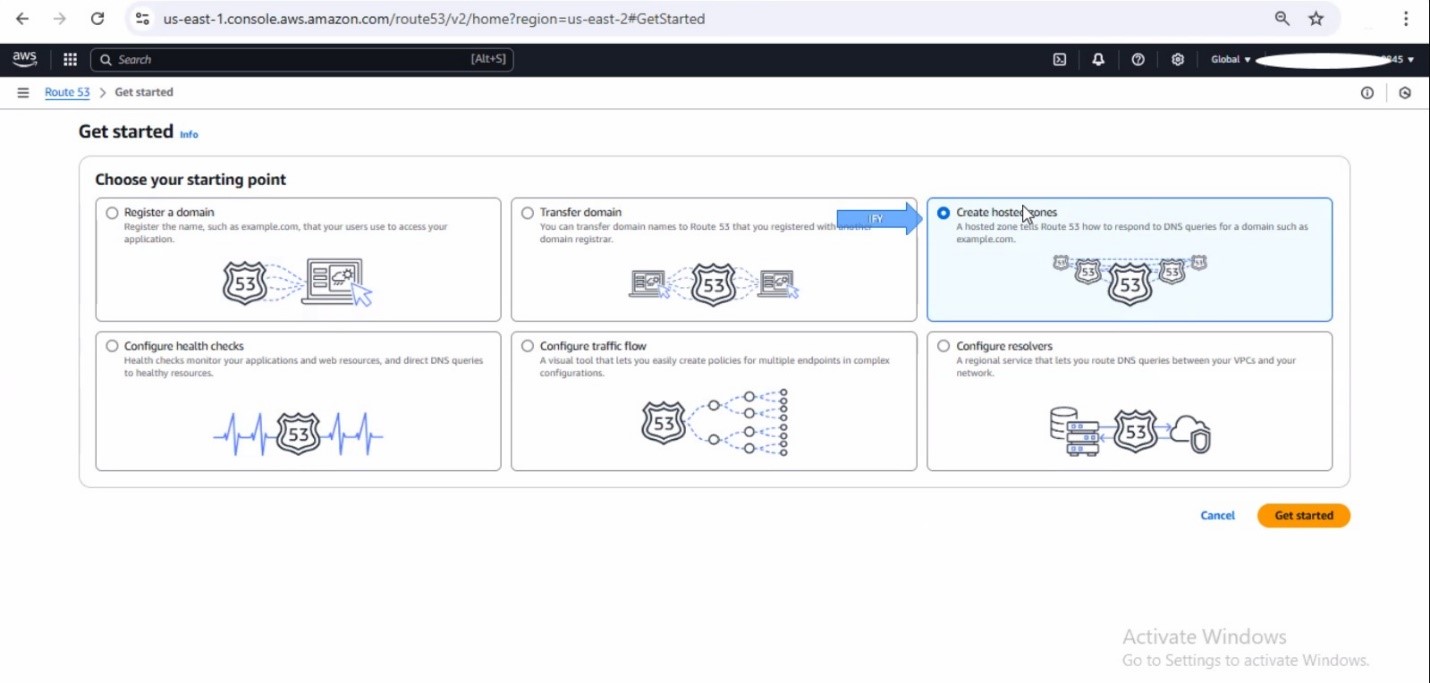 us-east-1.console.aws.amazon.com/route53/v2/home?region=us-east-2#GetStarted
aws
Search
[Alt+S]
Global
845
Route 53 > Get started
Get started Info
Choose your starting point
Register a domain
Register the name, such as example.com, that your users use to access your
application.
53
Transfer domain
You can transfer domain names to Route 53 that you registered with another
domain registrar.
53
IFY
Create hosted zones
A hosted zone tells Route 53 how to respond to DNS queries for a domain such as
example.com.
53 53 53 53 53
Configure health checks
Health checks monitor your applications and web resources, and direct DNS queries
to healthy resources.
53
Configure traffic flow
A visual tool that lets you easily create policies for multiple endpoints in complex
configurations.
53
Configure resolvers
A regional service that lets you route DNS queries between your VPCs and your
network.
53
Cancel
Get started
Activate Windows
Go to Settings to activate Windows.